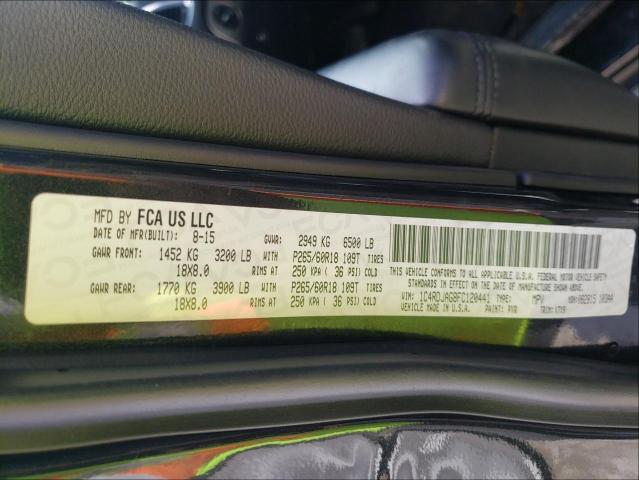 MFD BY FCA US LLC
DATE OF MFR(BUILT): 8-15 GVWR: 2949 KG 6500 LB
GAWR FRONT: 1452 KG 3200 LB WITH P265/60R18 109T TIRES
18X8.0 RIMS AT 250 KPA ( 36 PSI) COLD
GAWR REAR: 1770 KG 3900 LB WITH P265/60R18 109T TIRES
18X8.0 RIMS AT 250 KPA ( 36 PSI) COLD
THIS VEHICLE CONFORMS TO ALL APPLICABLE U.S.A. FEDERAL MOTOR VEHICLE SAFETY
STANDARDS IN EFFECT ON THE DATE OF MANUFACTURE SHOWN ABOVE.
VIN: 1C4RDJAG8FC120441 TYPE: MPV MDH: 082815 103AA
VEHICLE MADE IN U.S.A. PAINT: PXR TRIM: